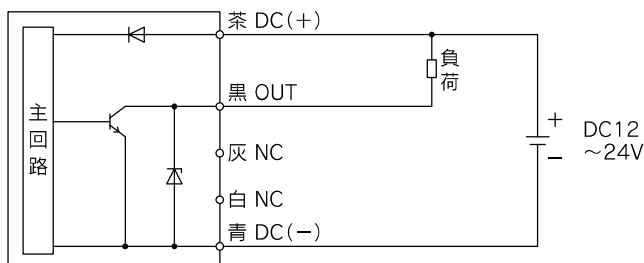 茶 DC(+)
負荷
黒 OUT
主回路
灰 NC
白 NC
青 DC(−)
+
−
DC12
～24V